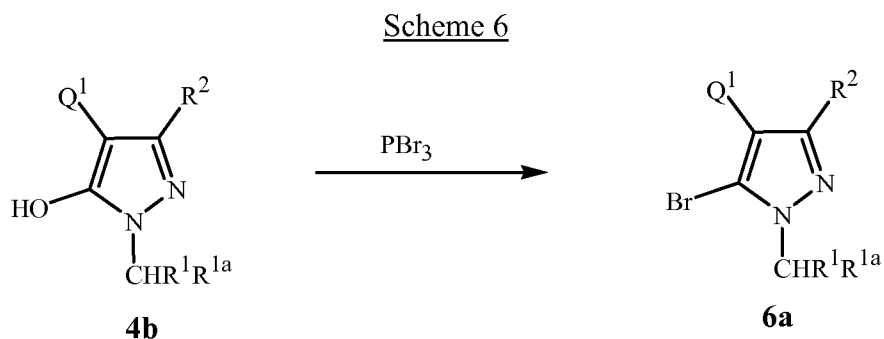 Scheme 6
Q¹ R² Q¹ R²
PBr₃
HO N N Br N N
CHR¹R¹ᵃ CHR¹R¹ᵃ
4b 6a